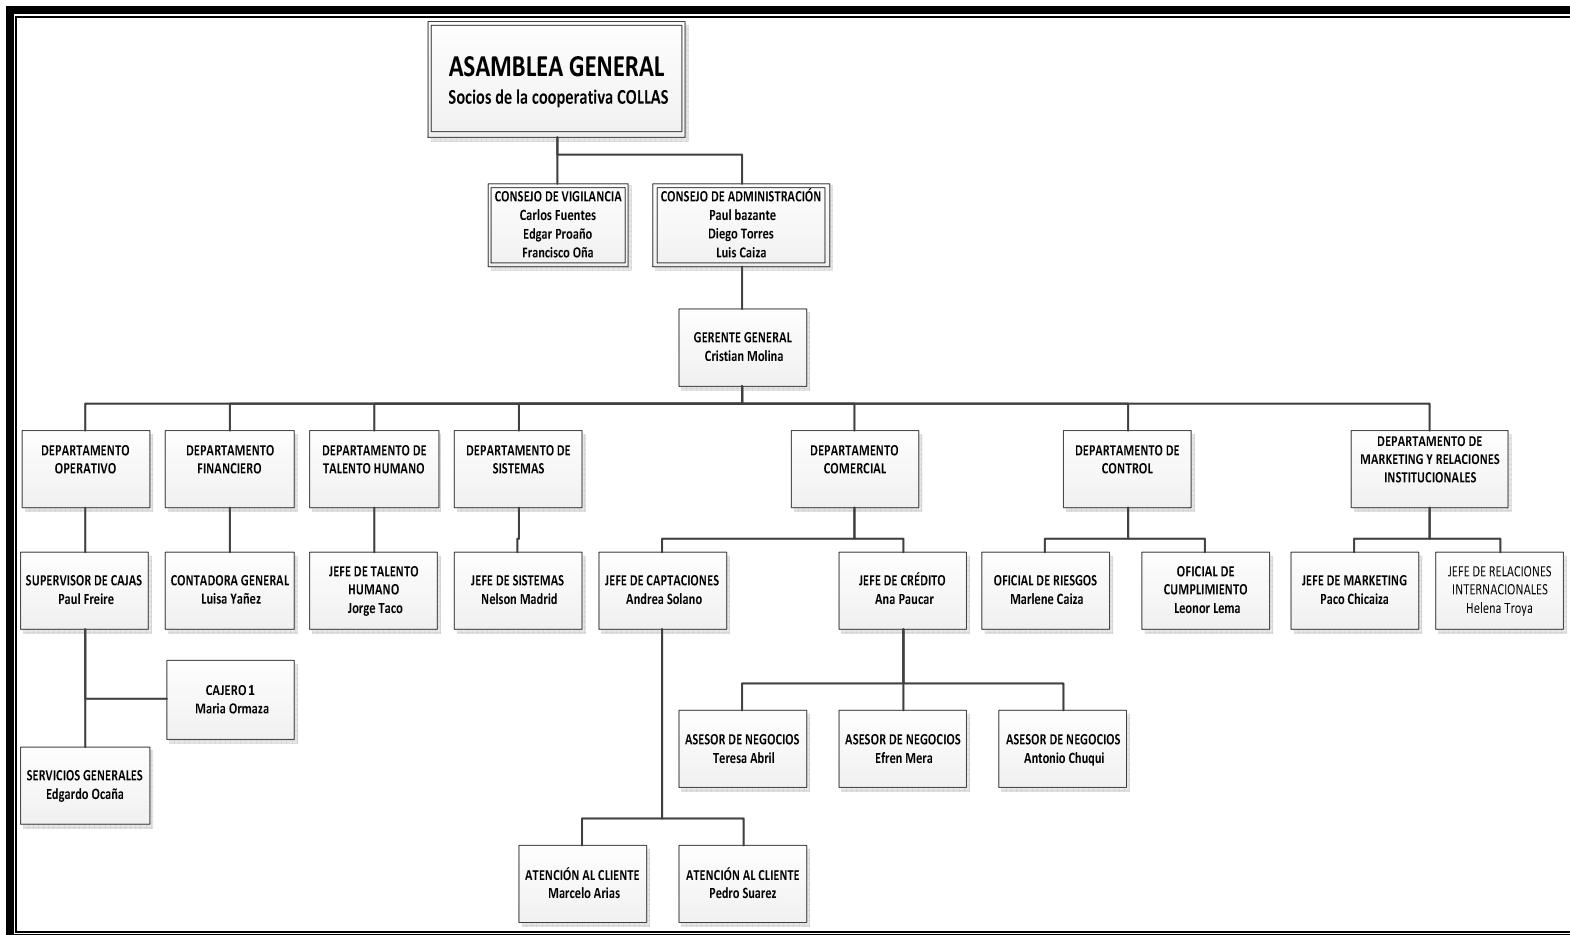 ASAMBLEA GENERAL
Socios de la cooperativa COLLAS
CONSEJO DE VIGILANCIA
Carlos Fuentes
Edgar Proaño
Francisco Oña
CONSEJO DE ADMINISTRACIÓN
Paul bazante
Diego Torres
Luis Caiza
GERENTE GENERAL
Cristian Molina
DEPARTAMENTO
OPERATIVO
DEPARTAMENTO
FINANCIERO
DEPARTAMENTO DE
TALENTO HUMANO
DEPARTAMENTO DE
SISTEMAS
DEPARTAMENTO
COMERCIAL
DEPARTAMENTO DE
CONTROL
DEPARTAMENTO DE
MARKETING Y RELACIONES
INSTITUCIONALES
SUPERVISOR DE CAJAS
Paul Freire
CONTADORA GENERAL
Luisa Yañez
JEFE DE TALENTO
HUMANO
Jorge Taco
JEFE DE SISTEMAS
Nelson Madrid
JEFE DE CAPTACIONES
Andrea Solano
JEFE DE CRÉDITO
Ana Paucar
OFICIAL DE RIESGOS
Marlene Caiza
OFICIAL DE
CUMPLIMIENTO
Leonor Lema
JEFE DE MARKETING
Paco Chicaiza
JEFE DE RELACIONES
INTERNACIONALES
Helena Troya
CAJERO 1
Maria Ormaza
SERVICIOS GENERALES
Edgardo Ocaña
ASESOR DE NEGOCIOS
Teresa Abril
ASESOR DE NEGOCIOS
Efren Mera
ASESOR DE NEGOCIOS
Antonio Chuqui
ATENCIÓN AL CLIENTE
Marcelo Arias
ATENCIÓN AL CLIENTE
Pedro Suarez